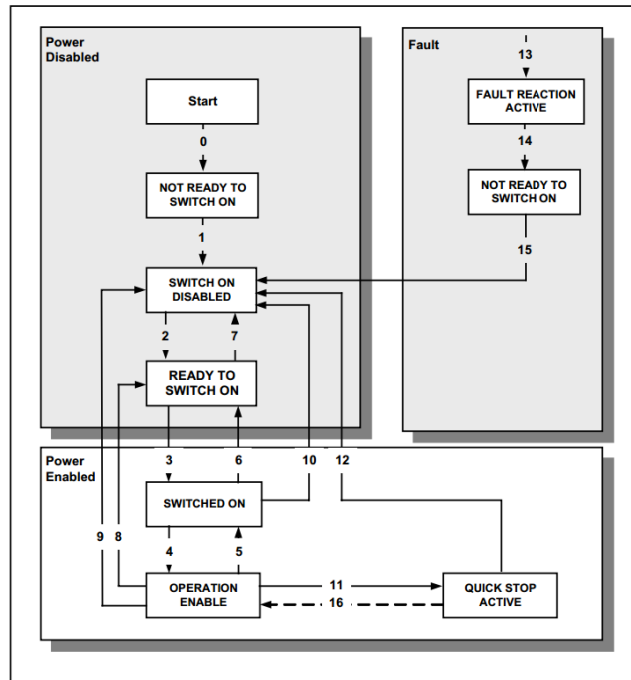 Power
Disabled
Start
0
NOT READY TO
SWITCH ON
1
SWITCH ON
DISABLED
2
7
READY TO
SWITCH ON
Fault
13
FAULT REACTION
ACTIVE
14
NOT READY TO
SWITCH ON
15
Power
Enabled
3
6
10
12
SWITCHED ON
9
8
4
5
OPERATION
ENABLE
11
16
QUICK STOP
ACTIVE